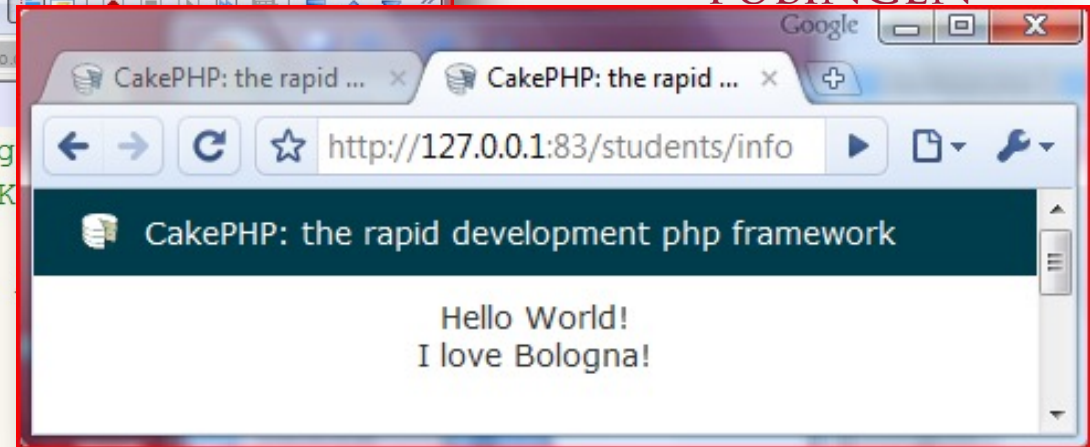 TÜBINGEN
Google
CakePHP: the rapid ... CakePHP: the rapid ...
http://127.0.0.1:83/students/info
g
K
CakePHP: the rapid development php framework
Hello World!
I love Bologna!